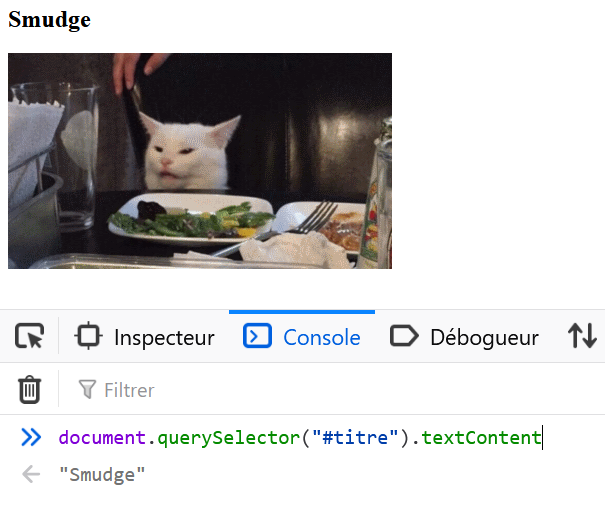 Smudge
Inspecteur Console Débogueur
Filtrer
document.querySelector("#titre").textContent
"Smudge"